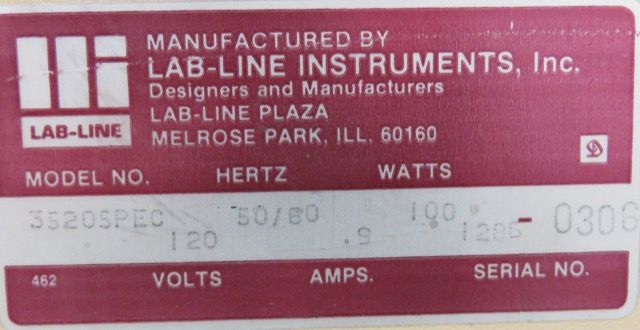 MANUFACTURED BY
LAB-LINE INSTRUMENTS, Inc.
Designers and Manufacturers
LAB-LINE PLAZA
MELROSE PARK, ILL. 60160
LAB-LINE
MODEL NO. HERTZ WATTS
3520SPEC 50/60 100
120 .9 1286-0306
462 VOLTS AMPS. SERIAL NO.